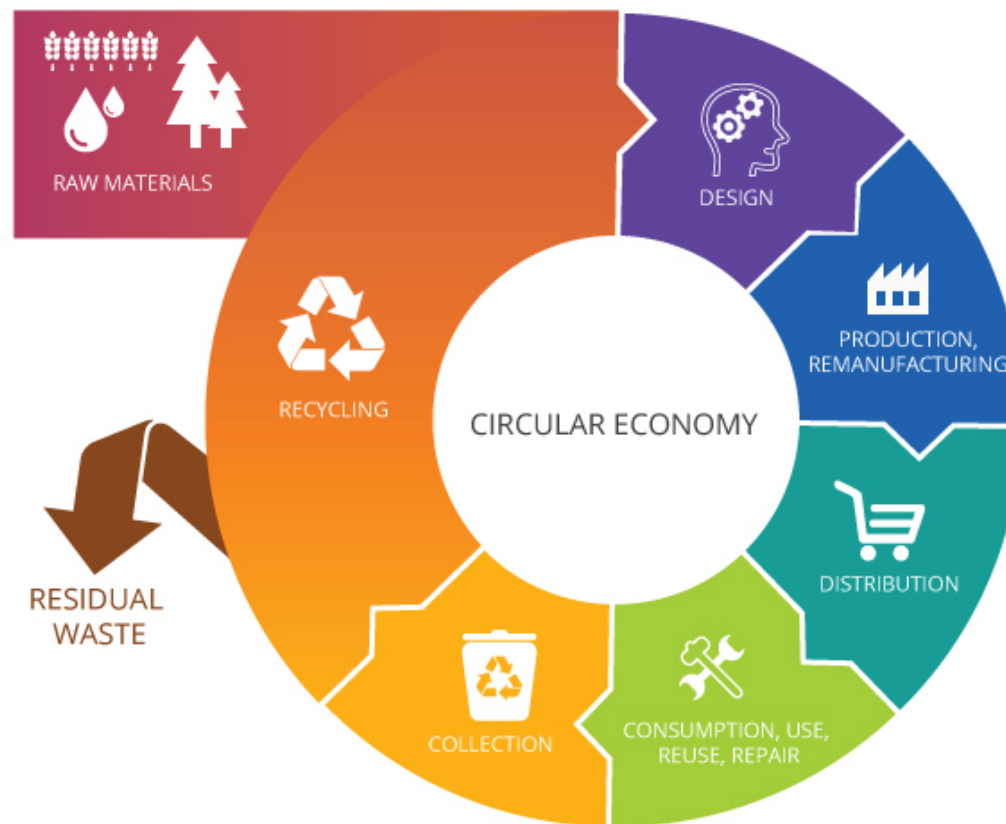 RAW MATERIALS
DESIGN
PRODUCTION,
REMANUFACTURING
RECYCLING
CIRCULAR ECONOMY
DISTRIBUTION
RESIDUAL
WASTE
CONSUMPTION, USE,
REUSE, REPAIR
COLLECTION